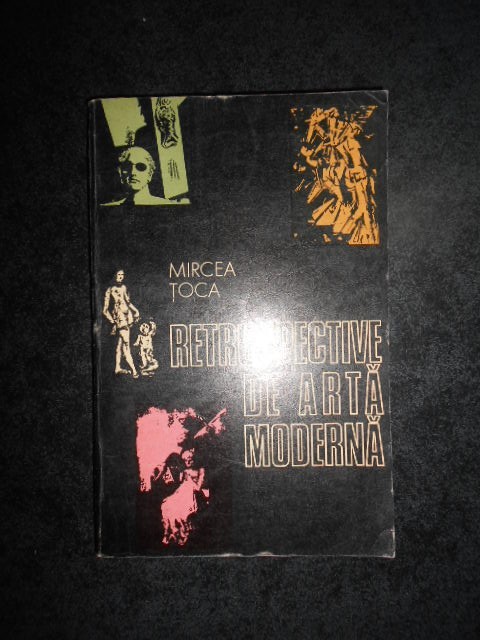 MIRCEA
ȚOCA
RETROSPECTIVE
DE ARTĂ
MODERNĂ